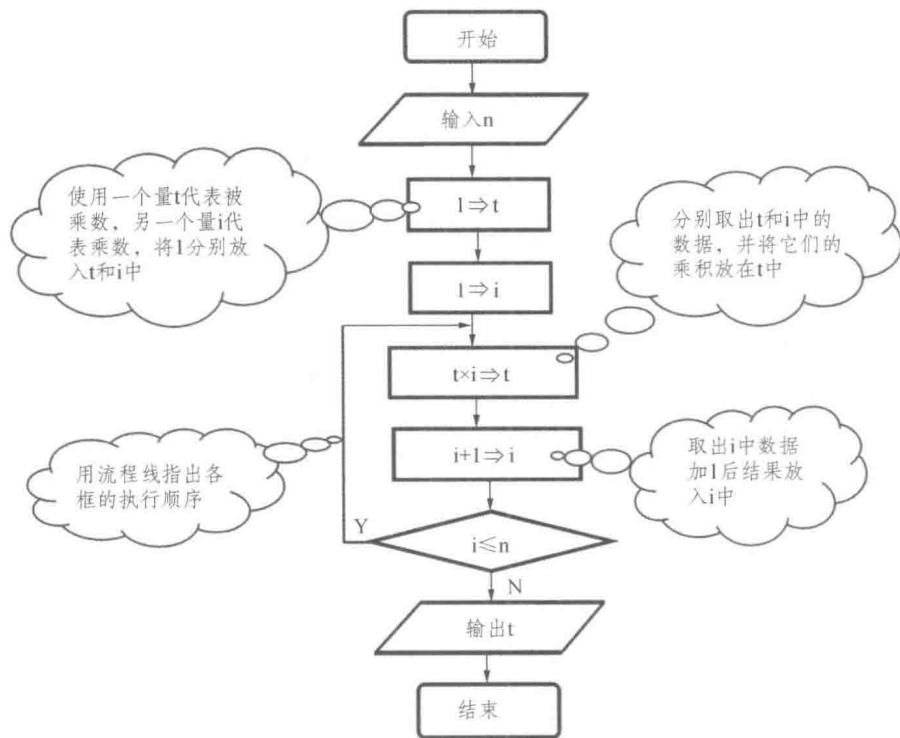 开始
输入n
使用一个量t代表被
乘数，另一个量i代
表乘数，将1分别放
入t和i中
1⇒t
分别取出t和i中的
数据，并将它们的
乘积放在t中
1⇒i
t×i⇒t
用流程线指出各
框的执行顺序
i+1⇒i
取出i中数据
加1后结果放
入i中
Y
i≤n
N
输出t
结束